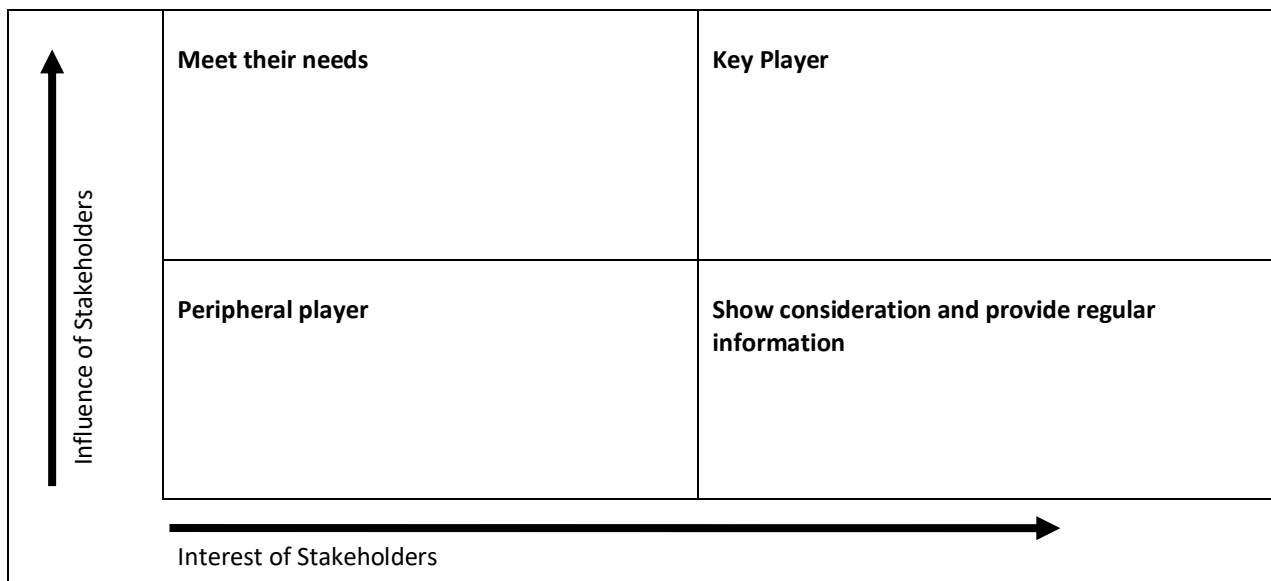 Meet their needs
Key Player
Influence of Stakeholders
Peripheral player
Show consideration and provide regular
information
Interest of Stakeholders